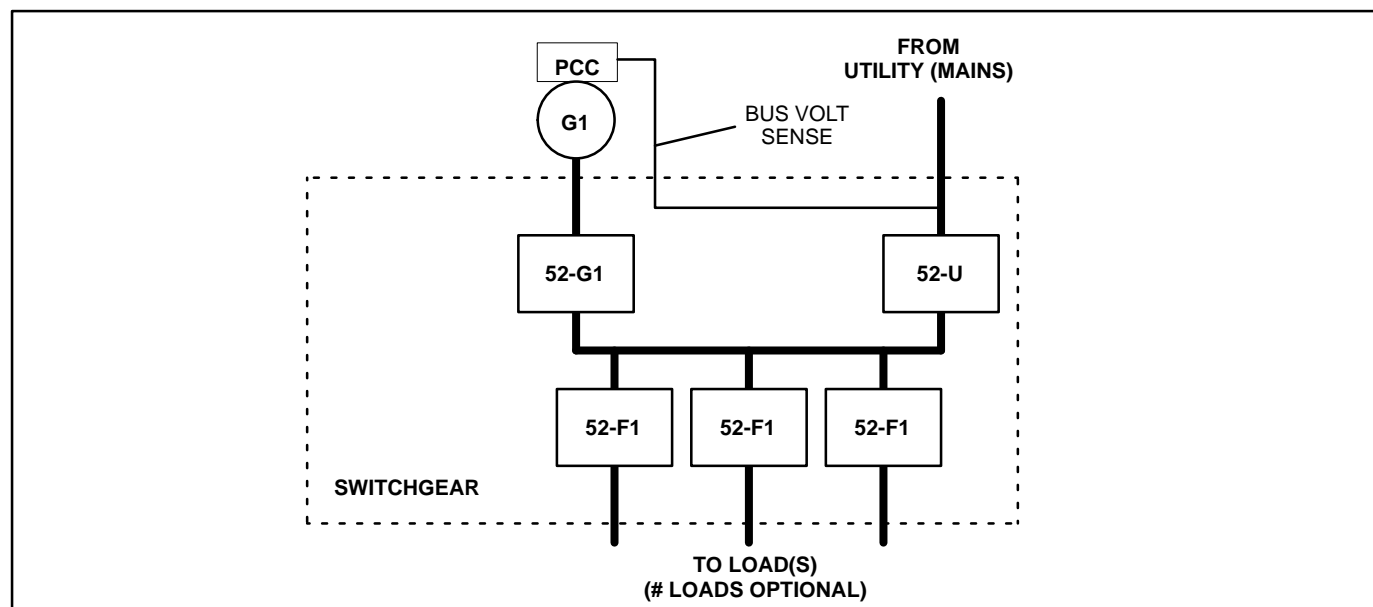 PCC
G1
FROM
UTILITY (MAINS)
BUS VOLT
SENSE
52-G1
52-U
52-F1
52-F1
52-F1
SWITCHGEAR
TO LOAD(S)
(# LOADS OPTIONAL)